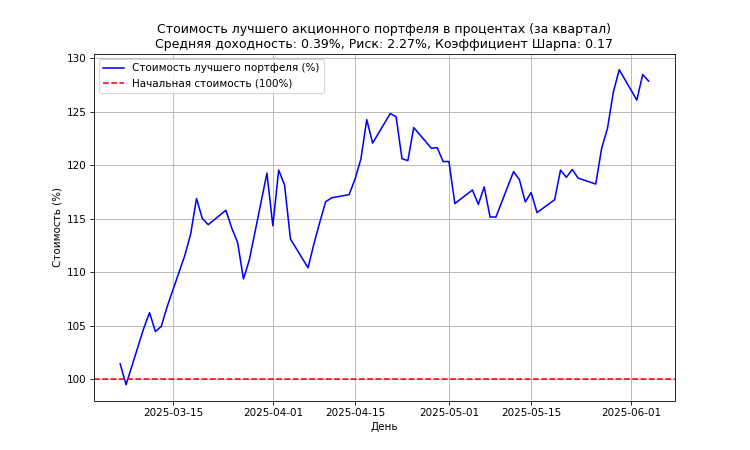 Стоимость лучшего акционного портфеля в процентах (за квартал)
Средняя доходность: 0.39%, Риск: 2.27%, Коэффициент Шарпа: 0.17
Стоимость лучшего портфеля (%)
Начальная стоимость (100%)
Стоимость (%)
130
125
120
115
110
105
100
2025-03-15
2025-04-01
2025-04-15
2025-05-01
2025-05-15
2025-06-01
День